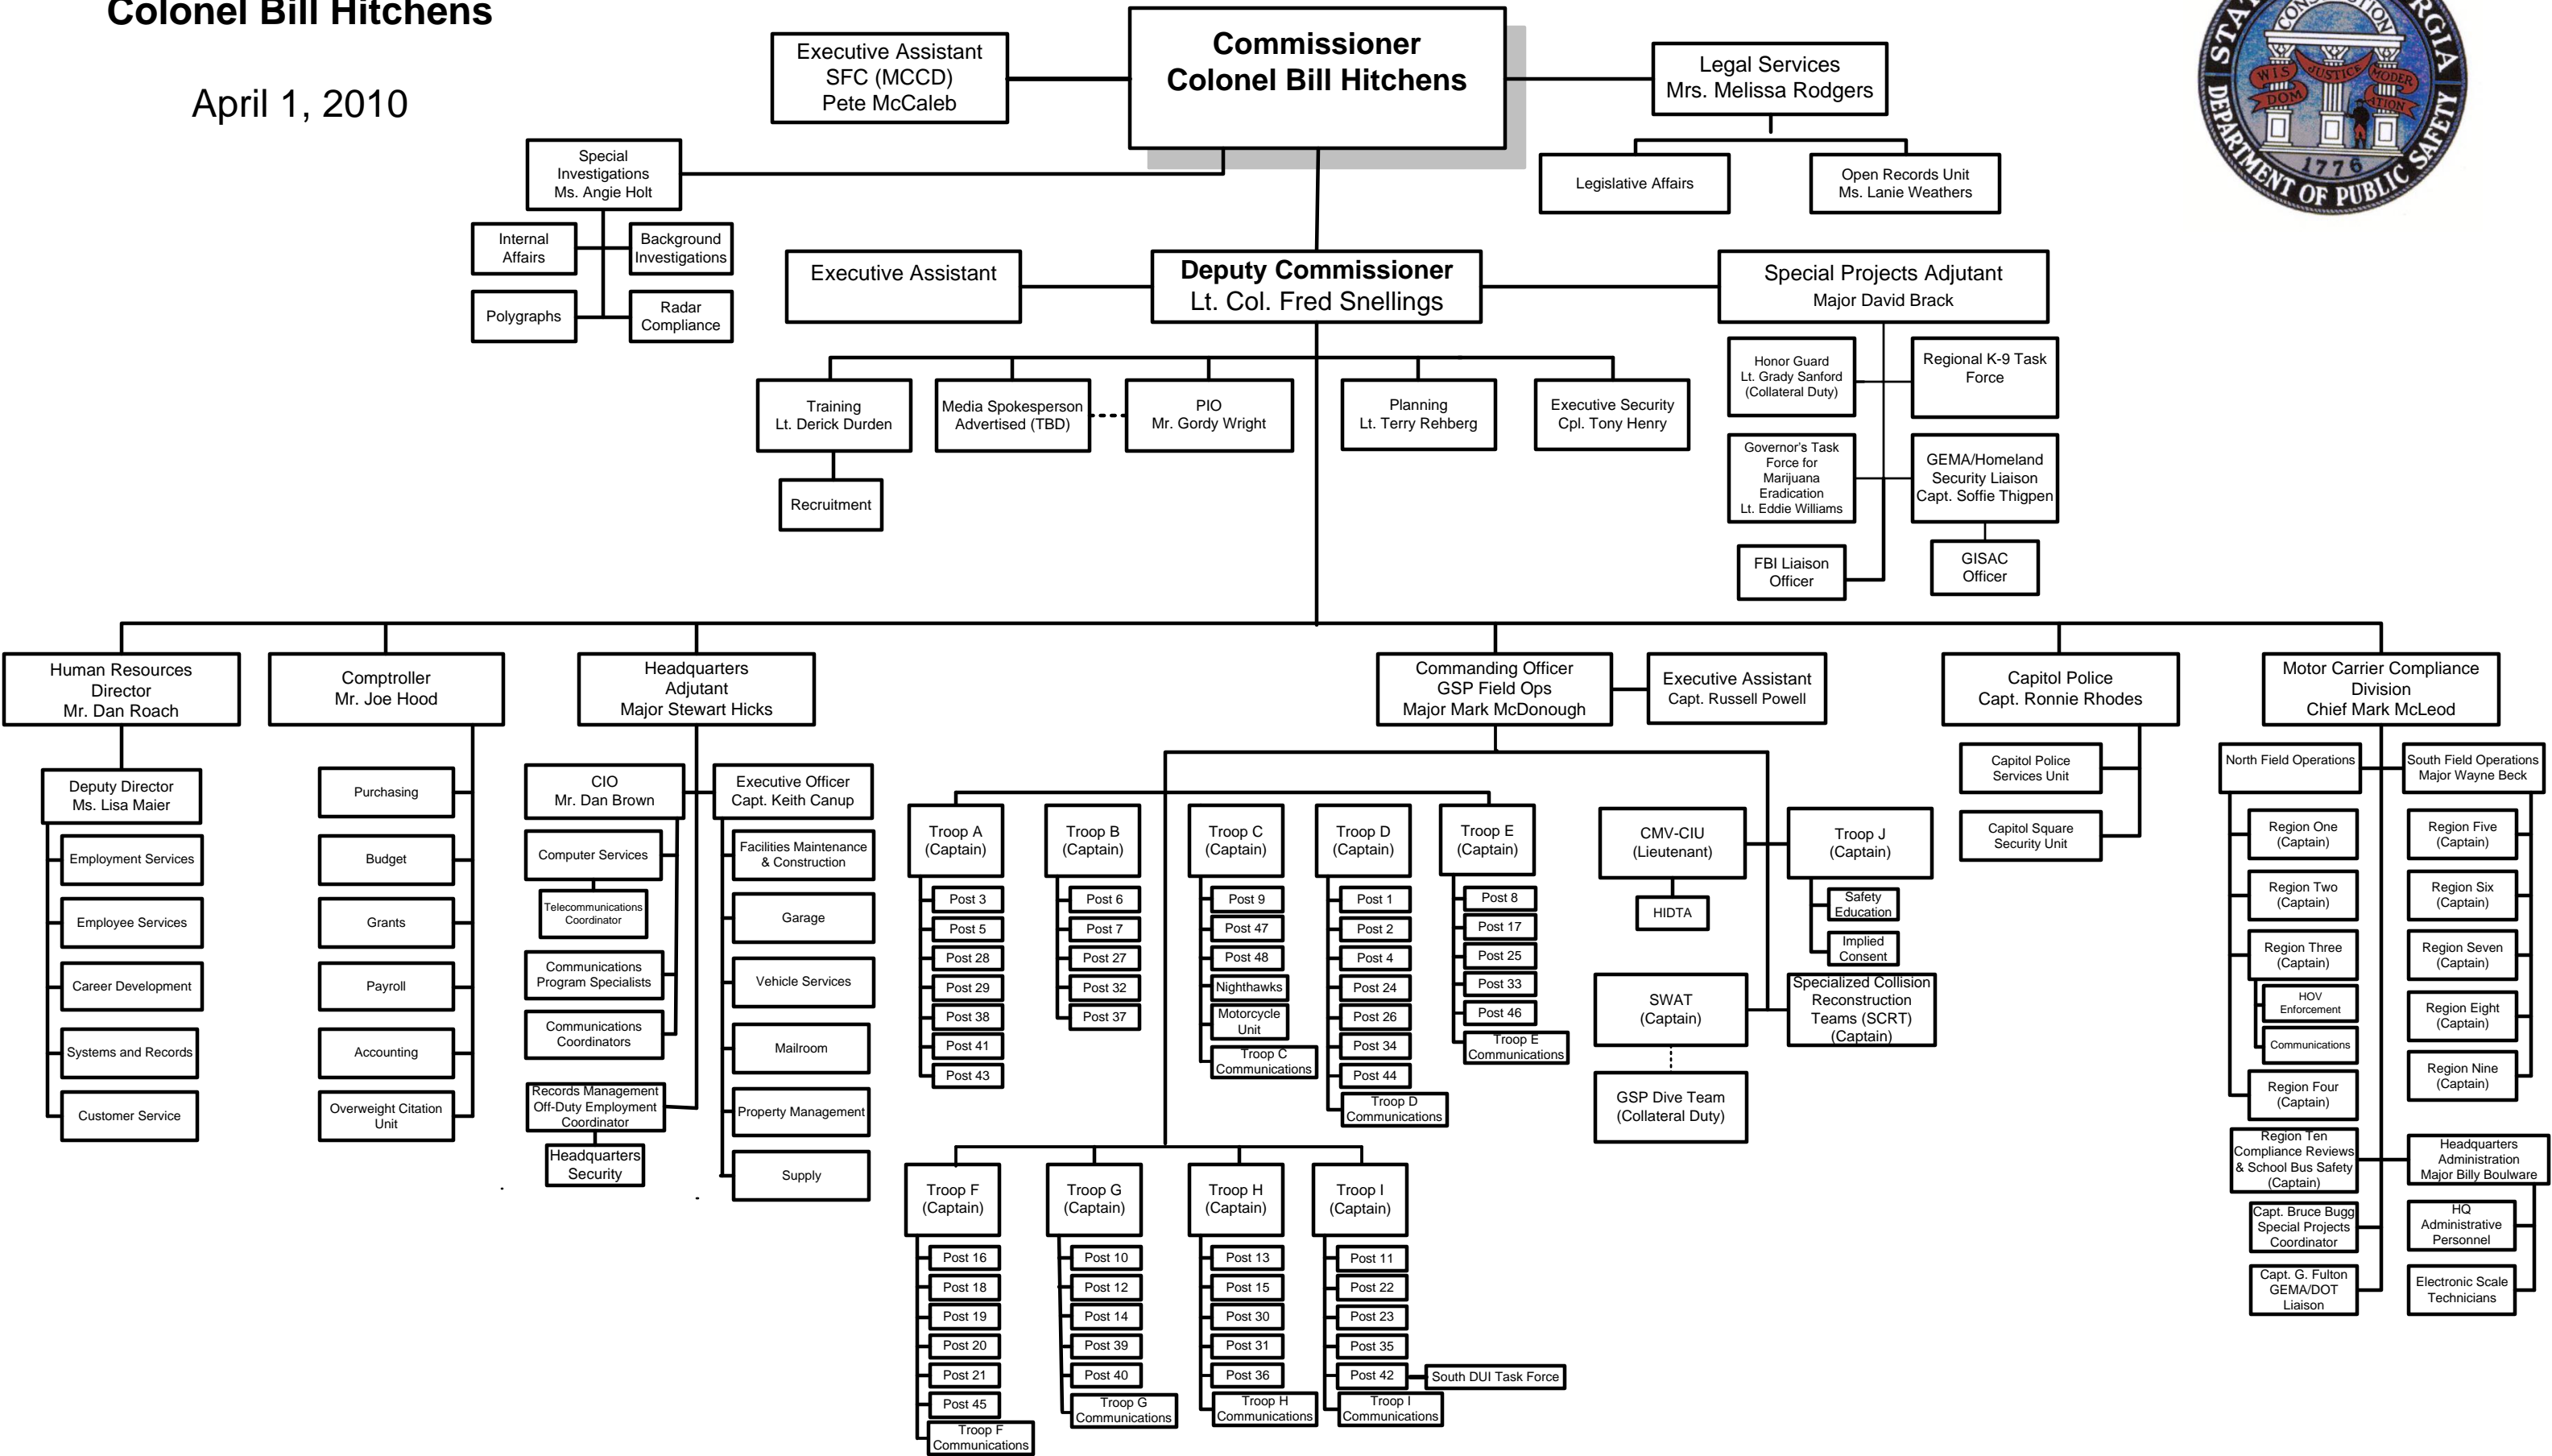 Colonel Bill Hitchens
April 1, 2010
Executive Assistant
SFC (MCCD)
Pete McCaleb
Commissioner
Colonel Bill Hitchens
Legal Services
Mrs. Melissa Rodgers
CONSTITUTION
WIS
DOM
JUSTICE
MODER
ATION
1776
DEPARTMENT OF PUBLIC SAFETY
Special
Investigations
Ms. Angie Holt
Legislative Affairs
Open Records Unit
Ms. Lanie Weathers
Internal
Affairs
Background
Investigations
Polygraphs
Radar
Compliance
Executive Assistant
Deputy Commissioner
Lt. Col. Fred Snellings
Special Projects Adjutant
Major David Brack
Honor Guard
Lt. Grady Sanford
(Collateral Duty)
Regional K-9 Task
Force
Training
Lt. Derick Durden
Media Spokesperson
Advertised (TBD)
PIO
Mr. Gordy Wright
Planning
Lt. Terry Rehberg
Executive Security
Cpl. Tony Henry
Recruitment
Governor's Task
Force for
Marijuana
Eradication
Lt. Eddie Williams
GEMA/Homeland
Security Liaison
Capt. Soffie Thigpen
FBI Liaison
Officer
GISAC
Officer
Human Resources
Director
Mr. Dan Roach
Comptroller
Mr. Joe Hood
Headquarters
Adjutant
Major Stewart Hicks
Commanding Officer
GSP Field Ops
Major Mark McDonough
Executive Assistant
Capt. Russell Powell
Capitol Police
Capt. Ronnie Rhodes
Motor Carrier Compliance
Division
Chief Mark McLeod
Deputy Director
Ms. Lisa Maier
Employment Services
Employee Services
Career Development
Systems and Records
Customer Service
Purchasing
Budget
Grants
Payroll
Accounting
Overweight Citation
Unit
CIO
Mr. Dan Brown
Computer Services
Telecommunications
Coordinator
Communications
Program Specialists
Communications
Coordinators
Records Management
Off-Duty Employment
Coordinator
Headquarters
Security
Executive Officer
Capt. Keith Canup
Facilities Maintenance
& Construction
Garage
Vehicle Services
Mailroom
Property Management
Supply
Troop A
(Captain)
Post 3
Post 5
Post 28
Post 29
Post 38
Post 41
Post 43
Troop B
(Captain)
Post 6
Post 7
Post 27
Post 32
Post 37
Troop C
(Captain)
Post 9
Post 47
Post 48
Nighthawks
Motorcycle
Unit
Troop C
Communications
Troop D
(Captain)
Post 1
Post 2
Post 4
Post 24
Post 26
Post 34
Post 44
Troop D
Communications
Troop E
(Captain)
Post 8
Post 17
Post 25
Post 33
Post 46
Troop E
Communications
CMV-CIU
(Lieutenant)
HIDTA
Troop J
(Captain)
Safety
Education
Implied
Consent
SWAT
(Captain)
Specialized Collision
Reconstruction
Teams (SCRT)
(Captain)
GSP Dive Team
(Collateral Duty)
Capitol Police
Services Unit
Capitol Square
Security Unit
North Field Operations
Region One
(Captain)
Region Two
(Captain)
Region Three
(Captain)
HOV
Enforcement
Communications
Region Four
(Captain)
South Field Operations
Major Wayne Beck
Region Five
(Captain)
Region Six
(Captain)
Region Seven
(Captain)
Region Eight
(Captain)
Region Nine
(Captain)
Region Ten
Compliance Reviews
& School Bus Safety
(Captain)
Capt. Bruce Bugg
Special Projects
Coordinator
Capt. G. Fulton
GEMA/DOT
Liaison
Headquarters
Administration
Major Billy Boulware
HQ
Administrative
Personnel
Electronic Scale
Technicians
Troop F
(Captain)
Post 16
Post 18
Post 19
Post 20
Post 21
Post 45
Troop F
Communications
Troop G
(Captain)
Post 10
Post 12
Post 14
Post 39
Post 40
Troop G
Communications
Troop H
(Captain)
Post 13
Post 15
Post 30
Post 31
Post 36
Troop H
Communications
Troop I
(Captain)
Post 11
Post 22
Post 23
Post 35
Post 42
South DUI Task Force
Troop I
Communications